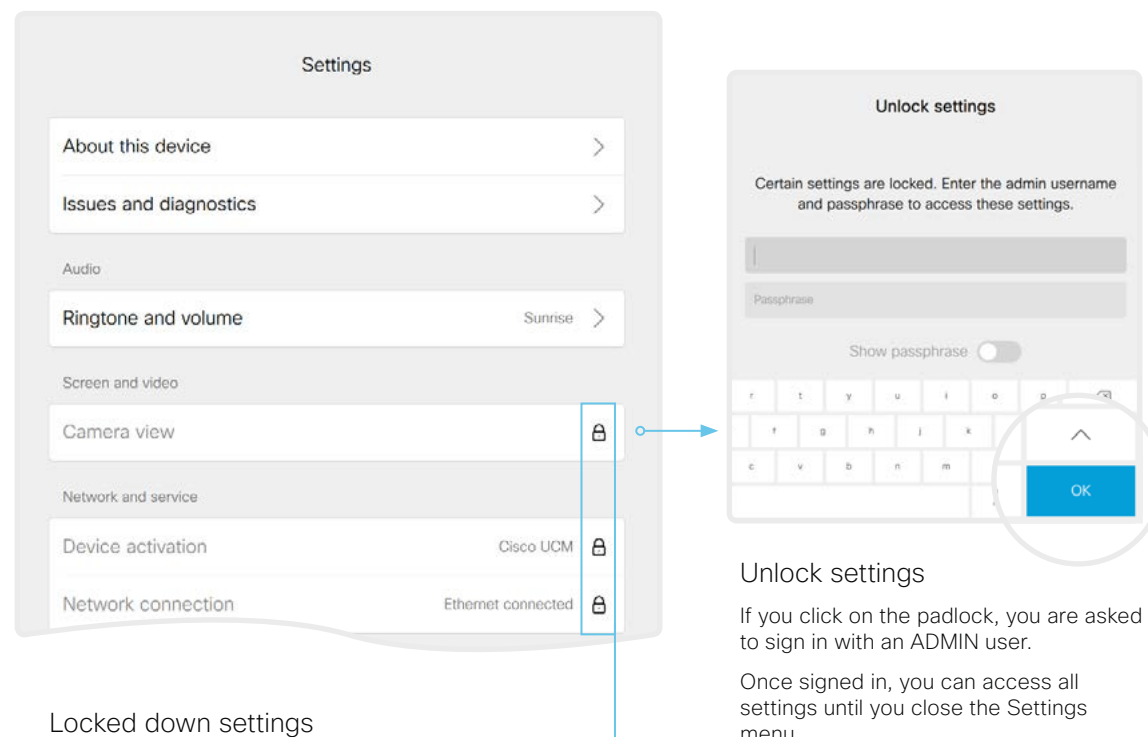 Settings
About this device
Issues and diagnostics
Audio
Ringtone and volume Sunrise
Screen and video
Camera view
Network and service
Device activation Cisco UCM
Network connection Ethernet connected
Locked down settings
Unlock settings
Certain settings are locked. Enter the admin username
and passphrase to access these settings.
Passphrase
Show passphrase
r t y u i o p
f g h j k
c v b n m
OK
Unlock settings
If you click on the padlock, you are asked
to sign in with an ADMIN user.
Once signed in, you can access all
settings until you close the Settings
menu